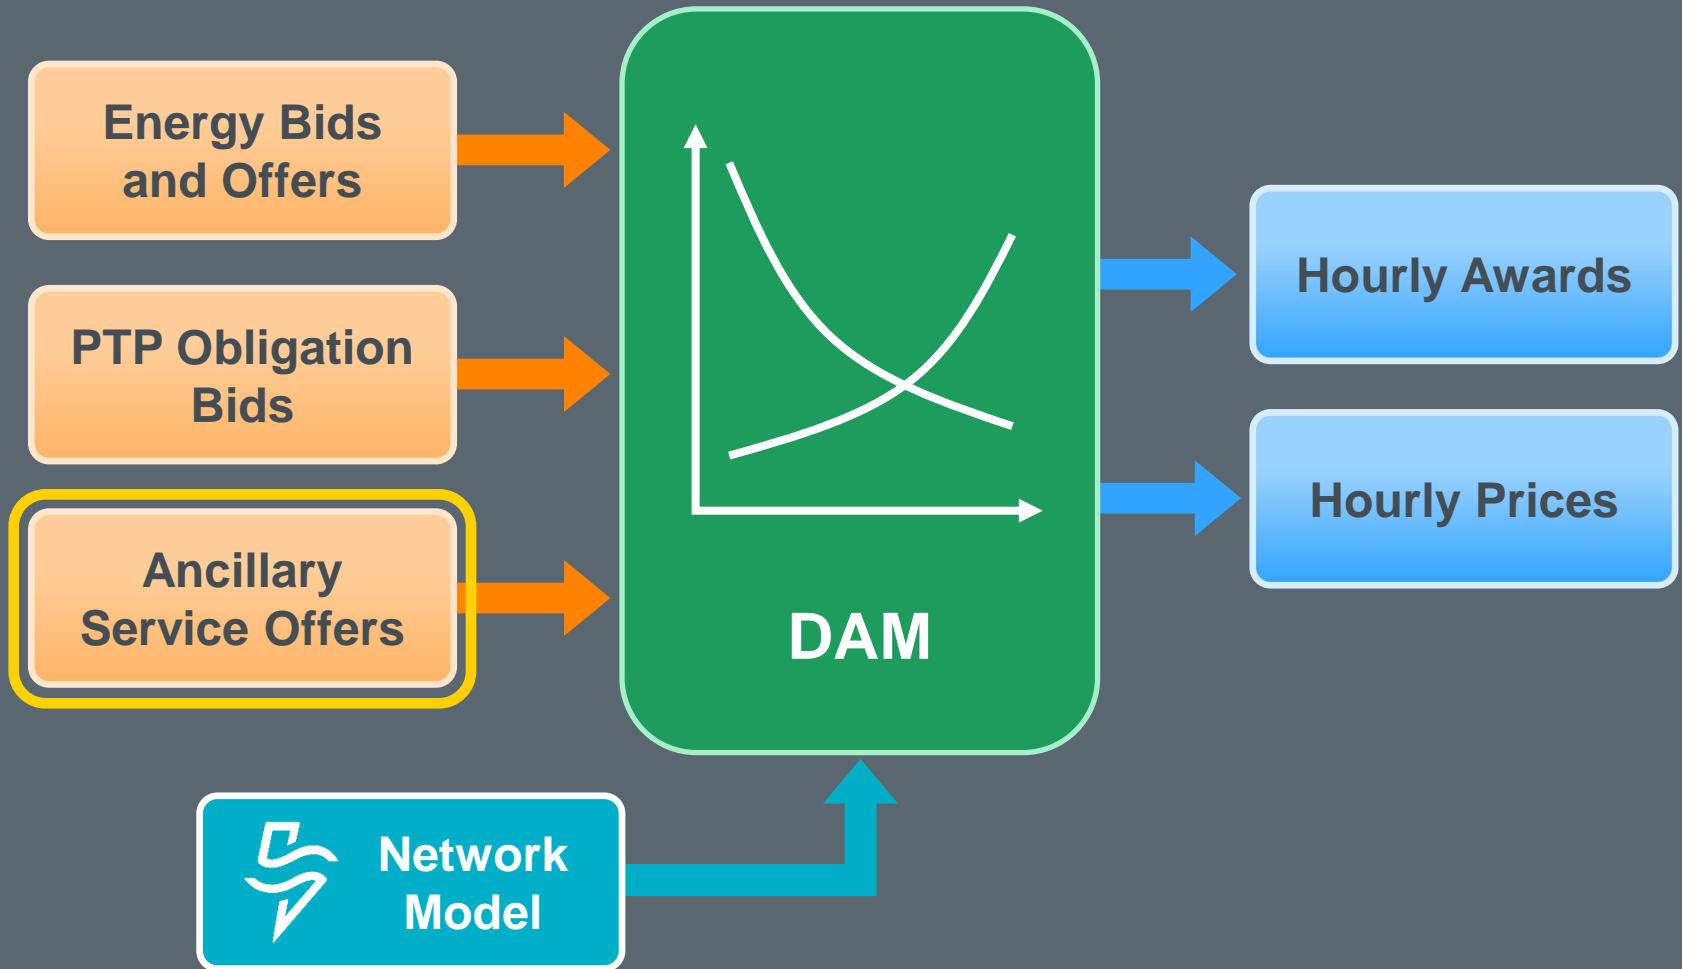 Energy Bids
and Offers
PTP Obligation
Bids
Ancillary
Service Offers
DAM
Network
Model
Hourly Awards
Hourly Prices